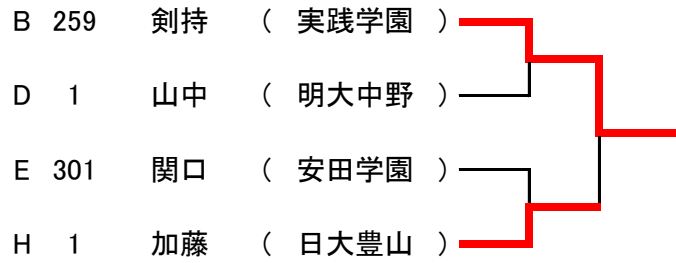 B 259 剣持 （ 実践学園 ）
D 1 山中 （ 明大中野 ）
E 301 関口 （ 安田学園 ）
H 1 加藤 （ 日大豊山 ）